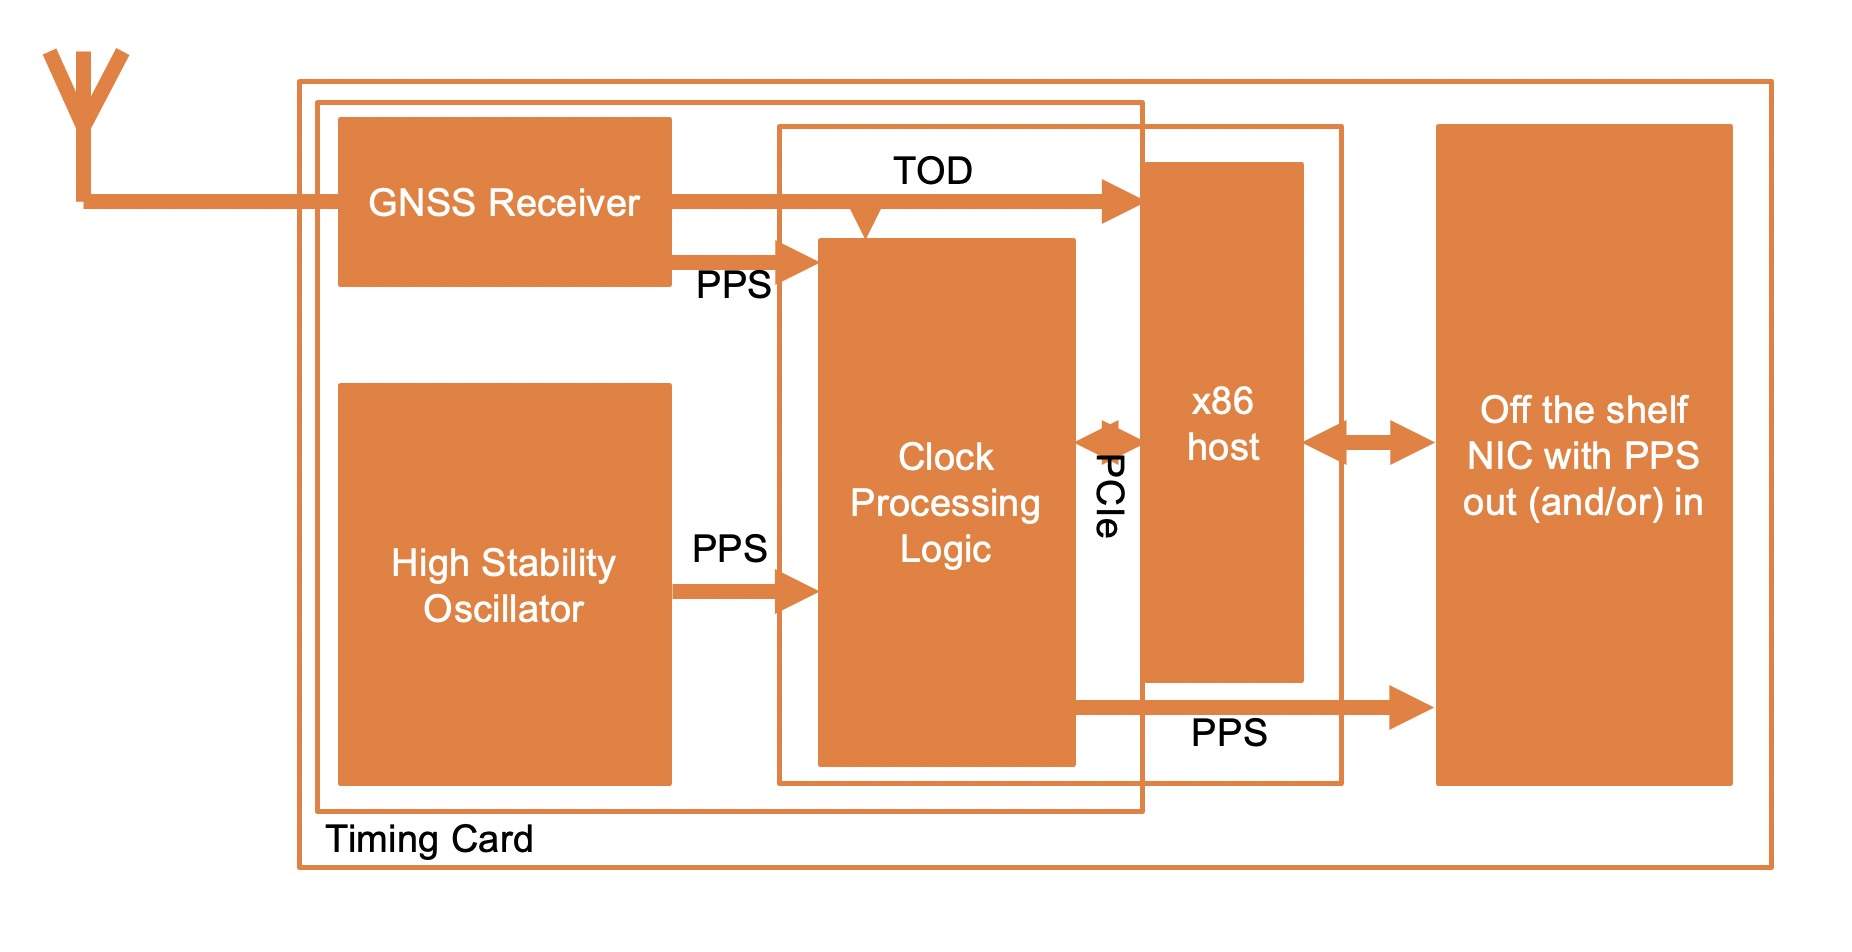 TOD
GNSS Receiver
PPS
x86
host
Off the shelf
NIC with PPS
out (and/or) in
Clock
Processing
Logic
PCIe
PPS
High Stability
Oscillator
PPS
Timing Card